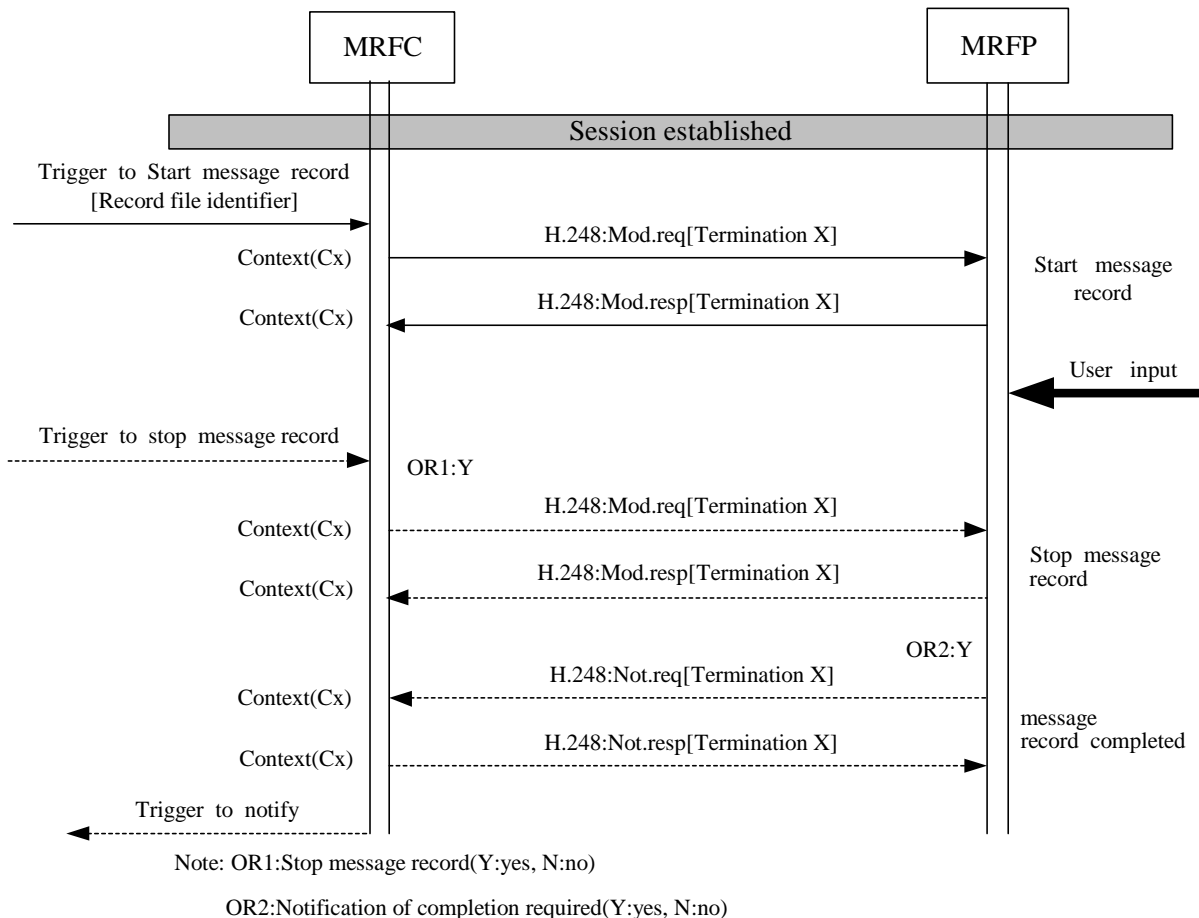 MRFC
MRFP
Session established
Trigger to Start message record
[Record file identifier]
H.248:Mod.req[Termination X]
Context(Cx)
Start message
record
H.248:Mod.resp[Termination X]
Context(Cx)
User input
Trigger to stop message record
OR1:Y
H.248:Mod.req[Termination X]
Context(Cx)
Stop message
record
H.248:Mod.resp[Termination X]
Context(Cx)
OR2:Y
H.248:Not.req[Termination X]
Context(Cx)
message
record completed
H.248:Not.resp[Termination X]
Context(Cx)
Trigger to notify
Note: OR1:Stop message record(Y:yes, N:no)
OR2:Notification of completion required(Y:yes, N:no)